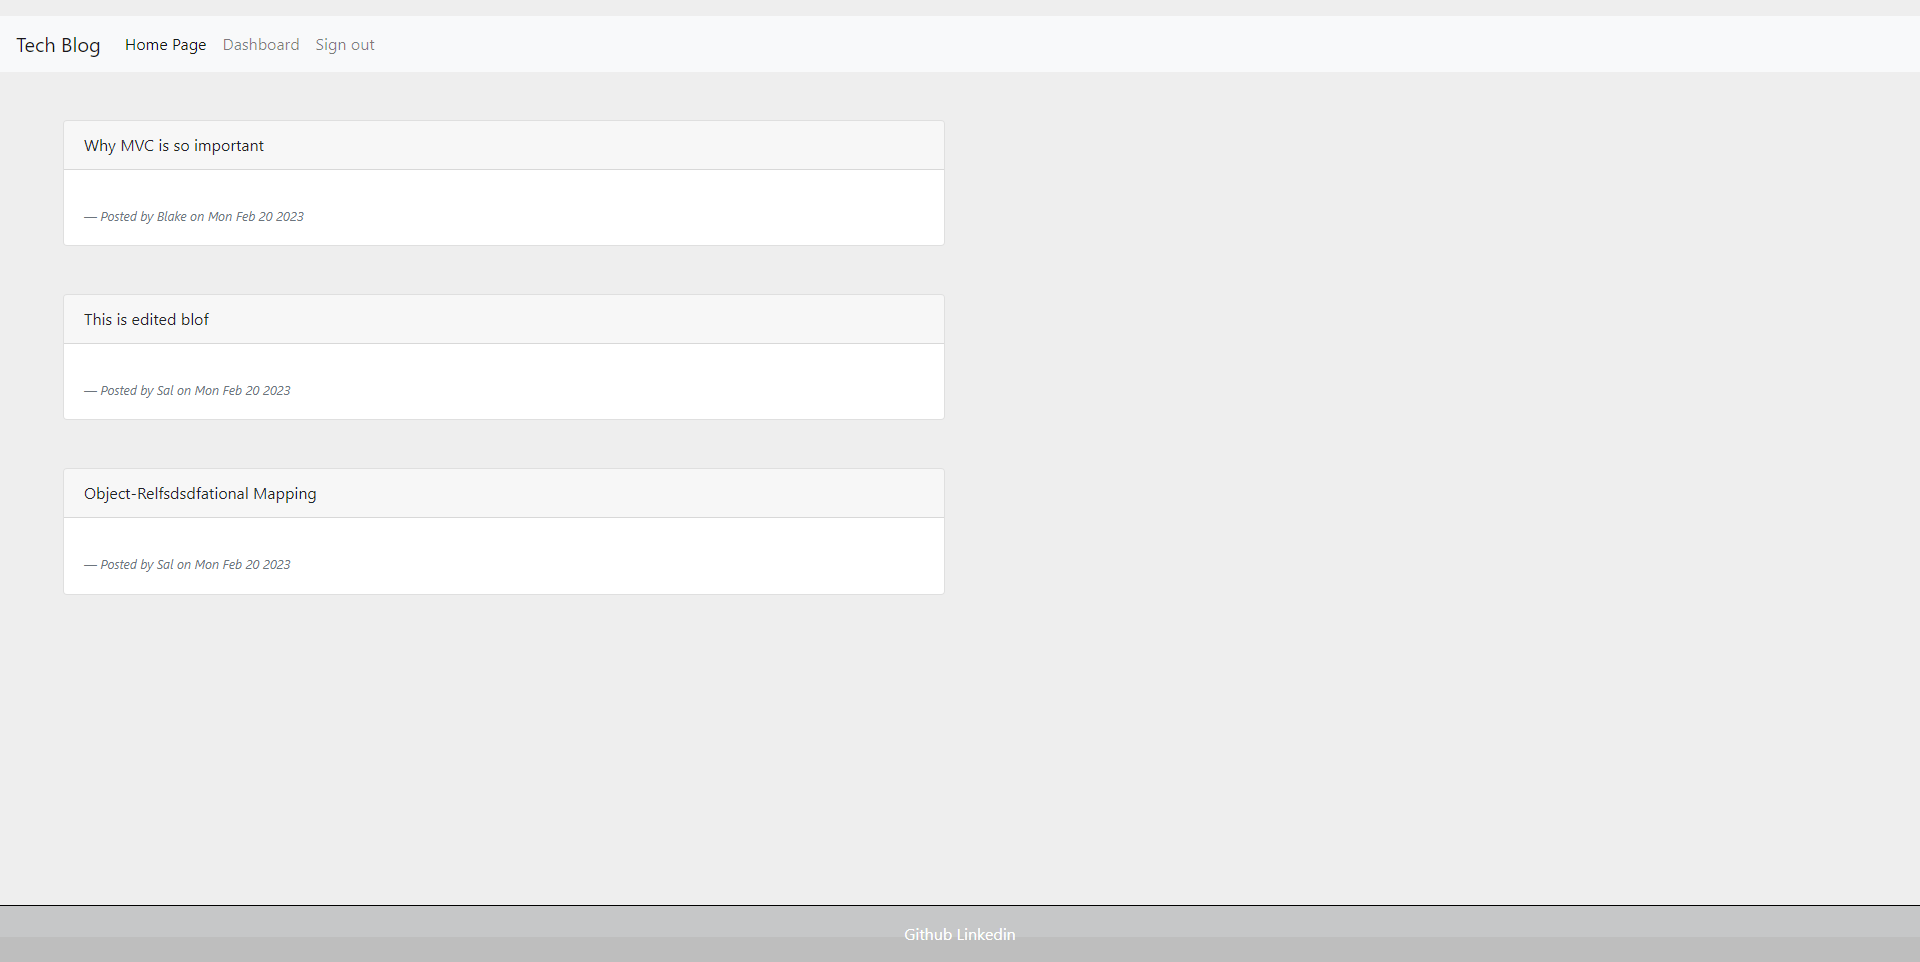 Tech Blog Home Page Dashboard Sign out
Why MVC is so important
— Posted by Blake on Mon Feb 20 2023
This is edited blof
— Posted by Sal on Mon Feb 20 2023
Object-Relfsdsdfational Mapping
— Posted by Sal on Mon Feb 20 2023
Github Linkedin